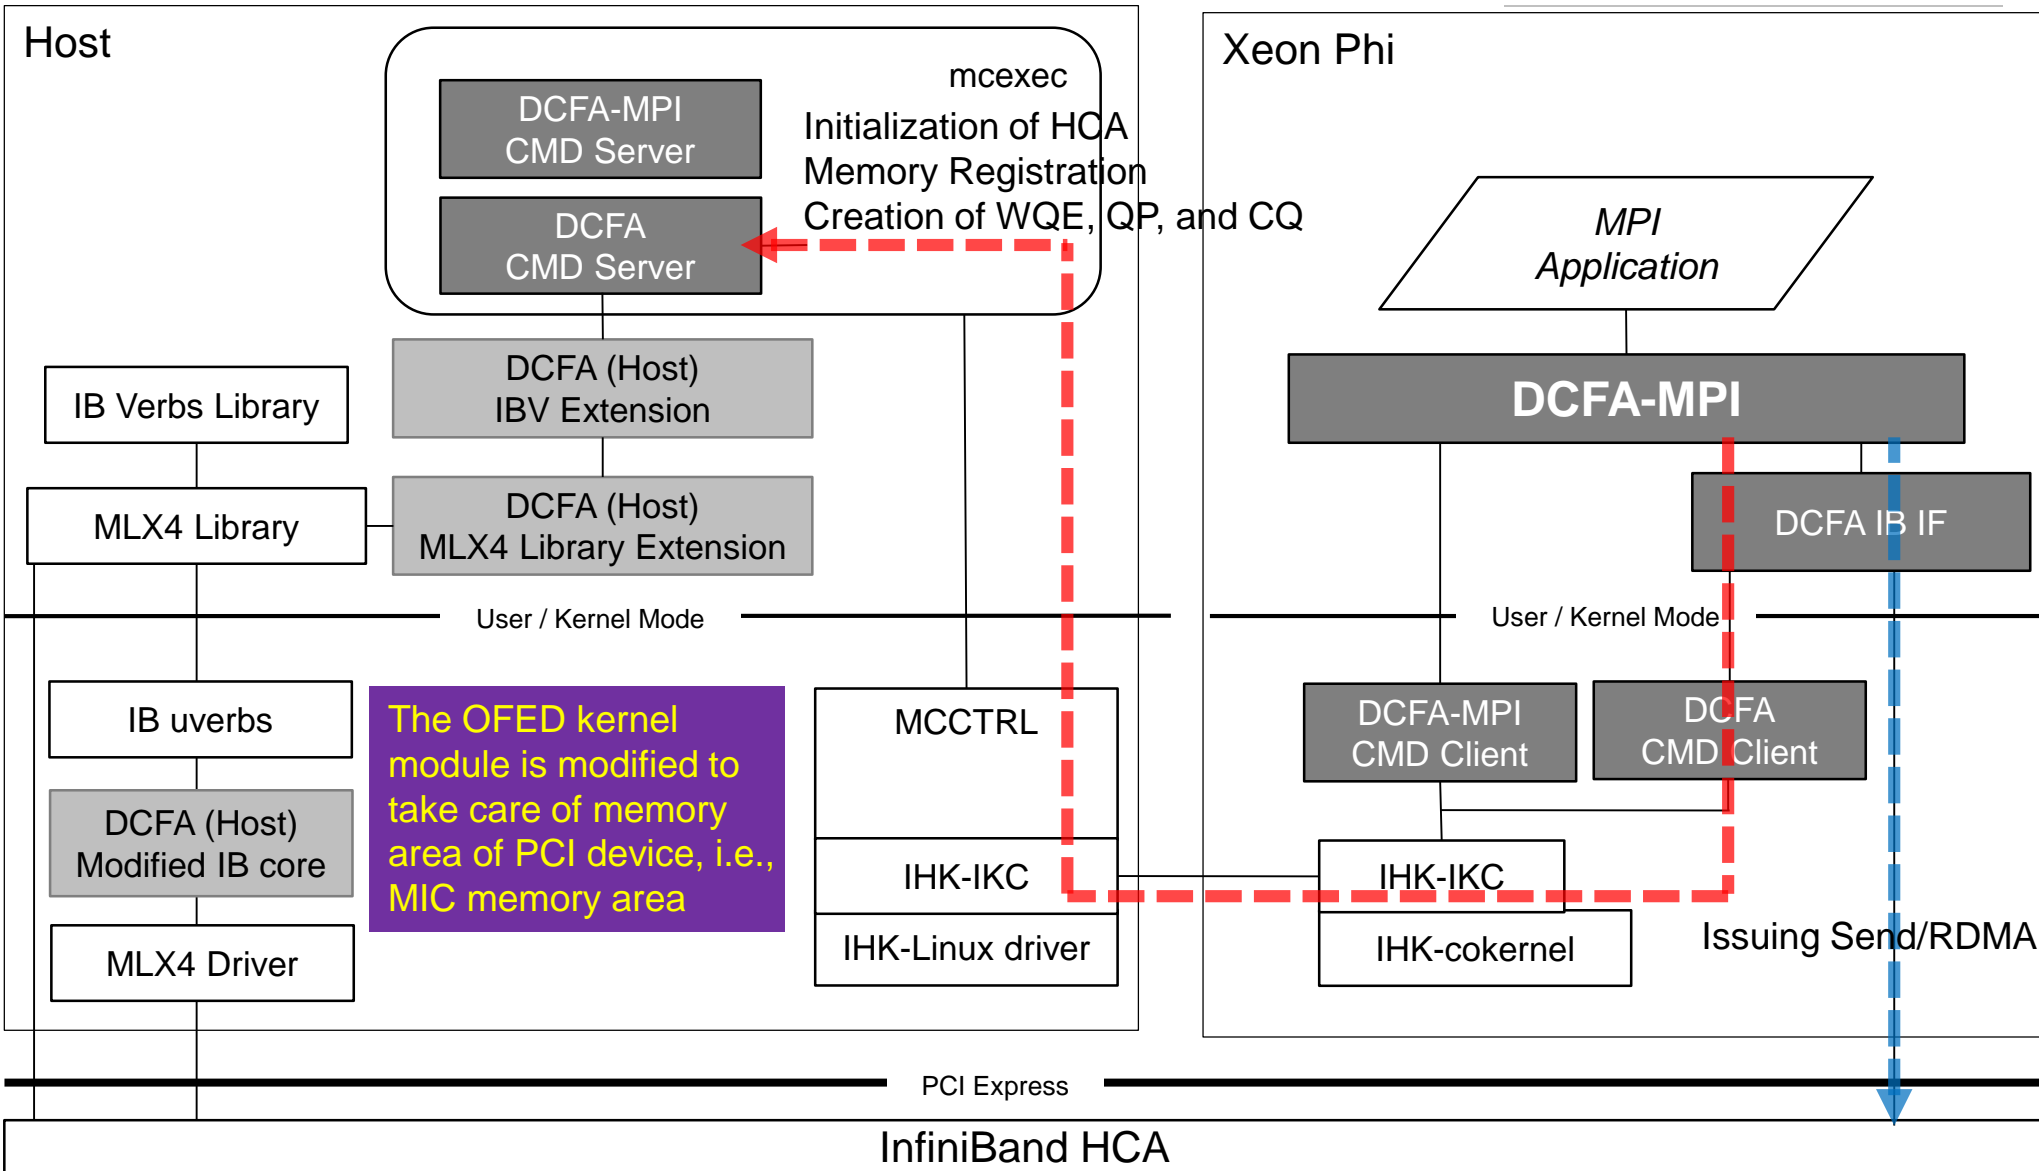 Host
mcexec
DCFA-MPI
CMD Server
Initialization of HCA
Memory Registration
Creation of WQE, QP, and CQ
DCFA
CMD Server
DCFA (Host)
IBV Extension
IB Verbs Library
MLX4 Library
DCFA (Host)
MLX4 Library Extension
User / Kernel Mode
IB uverbs
The OFED kernel
module is modified to
take care of memory
area of PCI device, i.e.,
MIC memory area
DCFA (Host)
Modified IB core
MLX4 Driver
MCCTRL
IHK-IKC
IHK-Linux driver
Xeon Phi
MPI
Application
DCFA-MPI
DCFA IB IF
User / Kernel Mode
DCFA-MPI
CMD Client
DCFA
CMD Client
IHK-IKC
IHK-cokernel
Issuing Send/RDMA
PCI Express
InfiniBand HCA